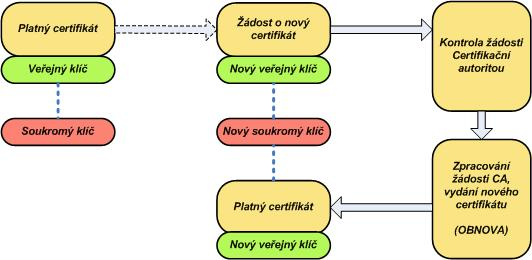 Platný certifikát
Veřejný klíč
Soukromý klíč
Žádost o nový
certifikát
Nový veřejný klíč
Nový soukromý klíč
Kontrola žádosti
Certifikační
autoritou
Zpracování
žádosti CA,
vydání nového
certifikátu
(OBNOVA)
Platný certifikát
Nový veřejný klíč